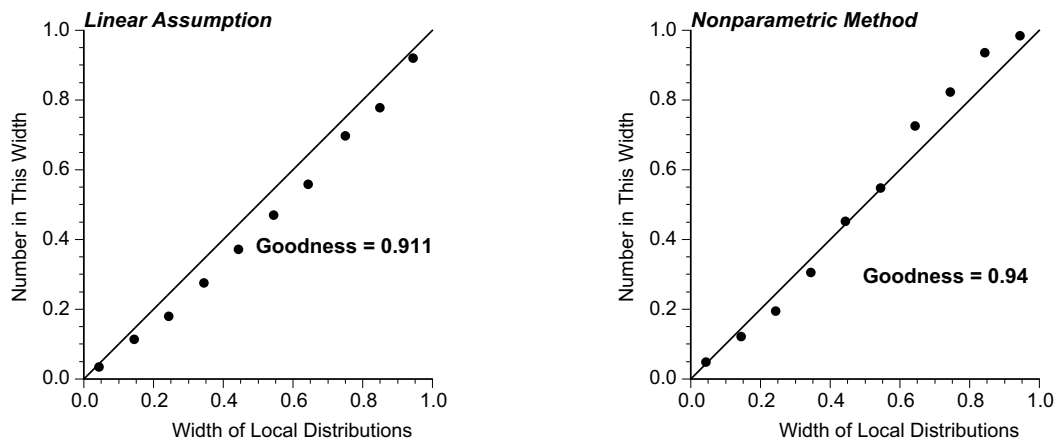 Linear Assumption
1.0
0.8
0.6
0.4
0.2
0.0
Number in This Width
Goodness = 0.911
0.0 0.2 0.4 0.6 0.8 1.0
Width of Local Distributions
Nonparametric Method
1.0
0.8
0.6
0.4
0.2
0.0
Number in This Width
Goodness = 0.94
0.0 0.2 0.4 0.6 0.8 1.0
Width of Local Distributions